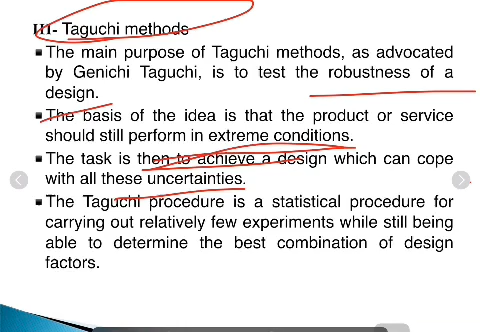 III- Taguchi methods
▪ The main purpose of Taguchi methods, as advocated
by Genichi Taguchi, is to test the robustness of a
design.
▪ The basis of the idea is that the product or service
should still perform in extreme conditions.
▪ The task is then to achieve a design which can cope
with all these uncertainties.
▪ The Taguchi procedure is a statistical procedure for
carrying out relatively few experiments while still being
able to determine the best combination of design
factors.